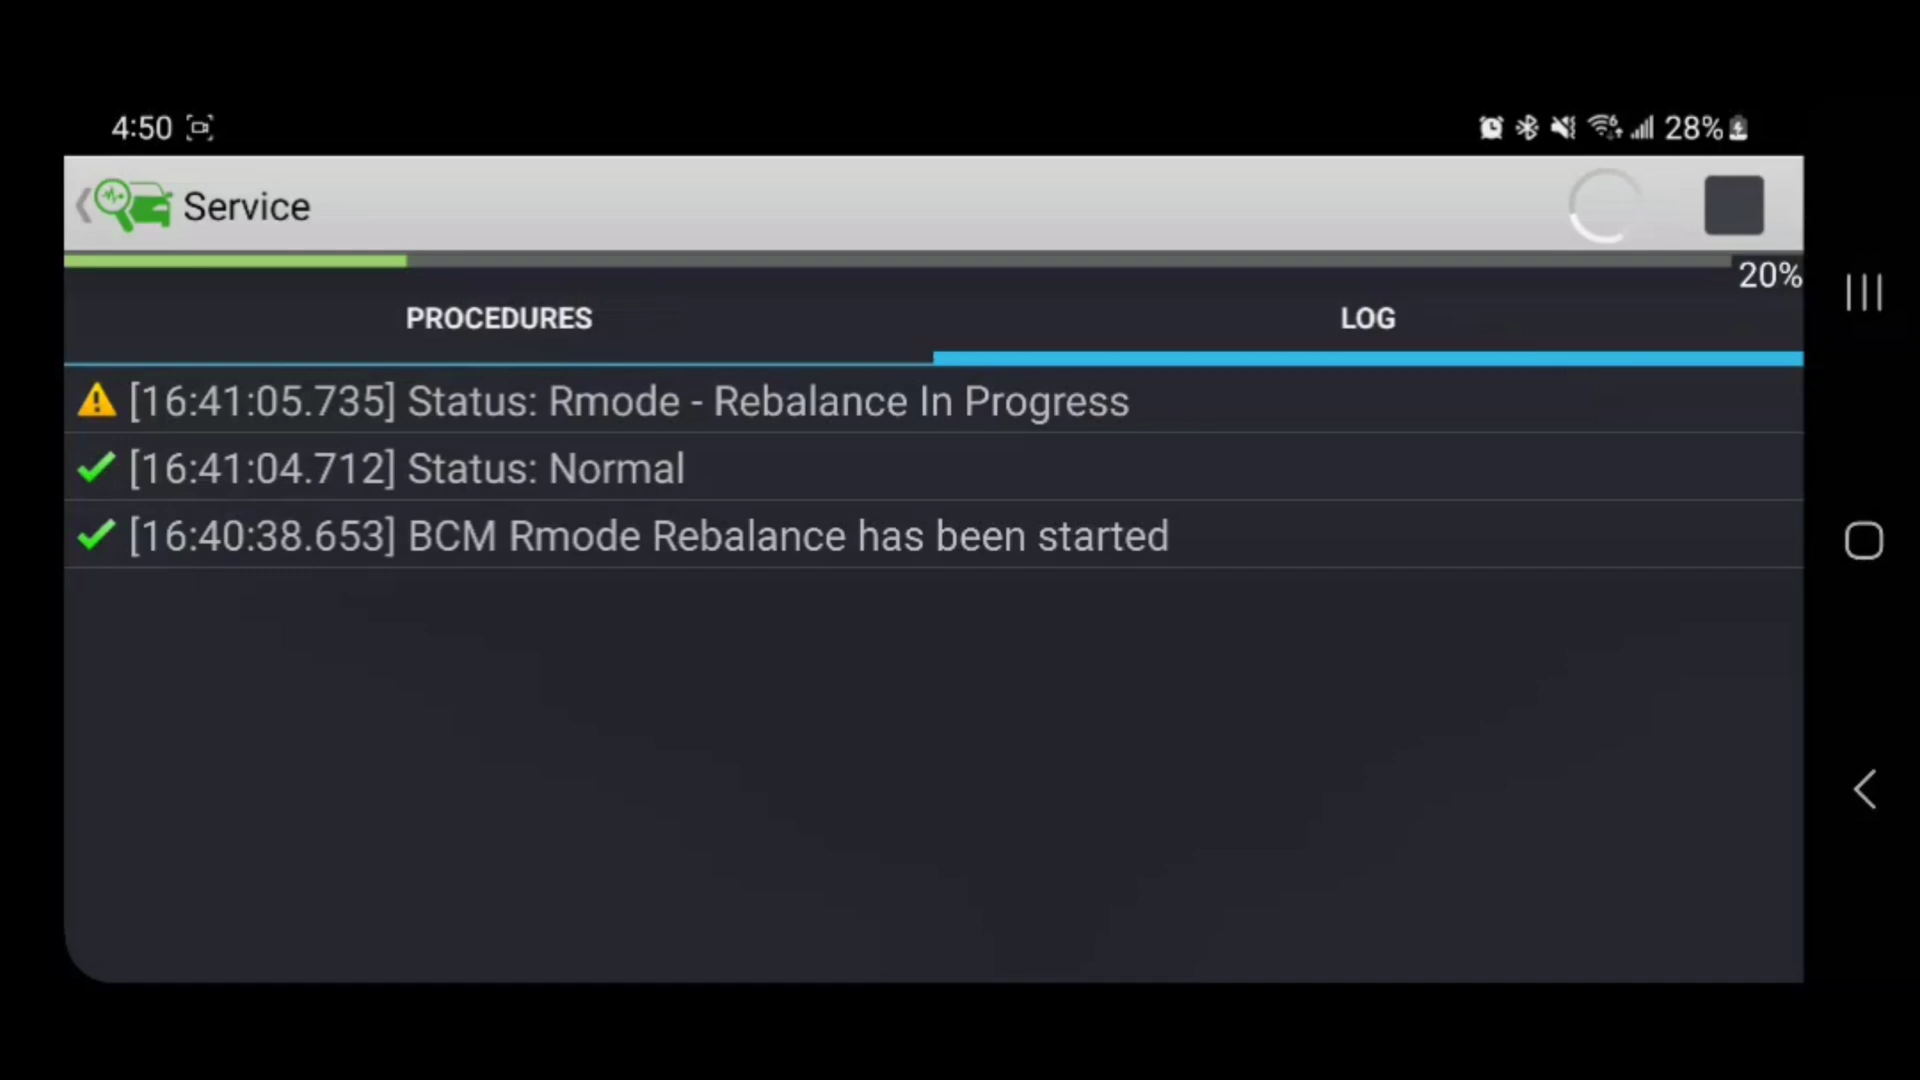 4:50
28%
Service
20%
PROCEDURES
LOG
[16:41:05.735] Status: Rmode - Rebalance In Progress
[16:41:04.712] Status: Normal
[16:40:38.653] BCM Rmode Rebalance has been started